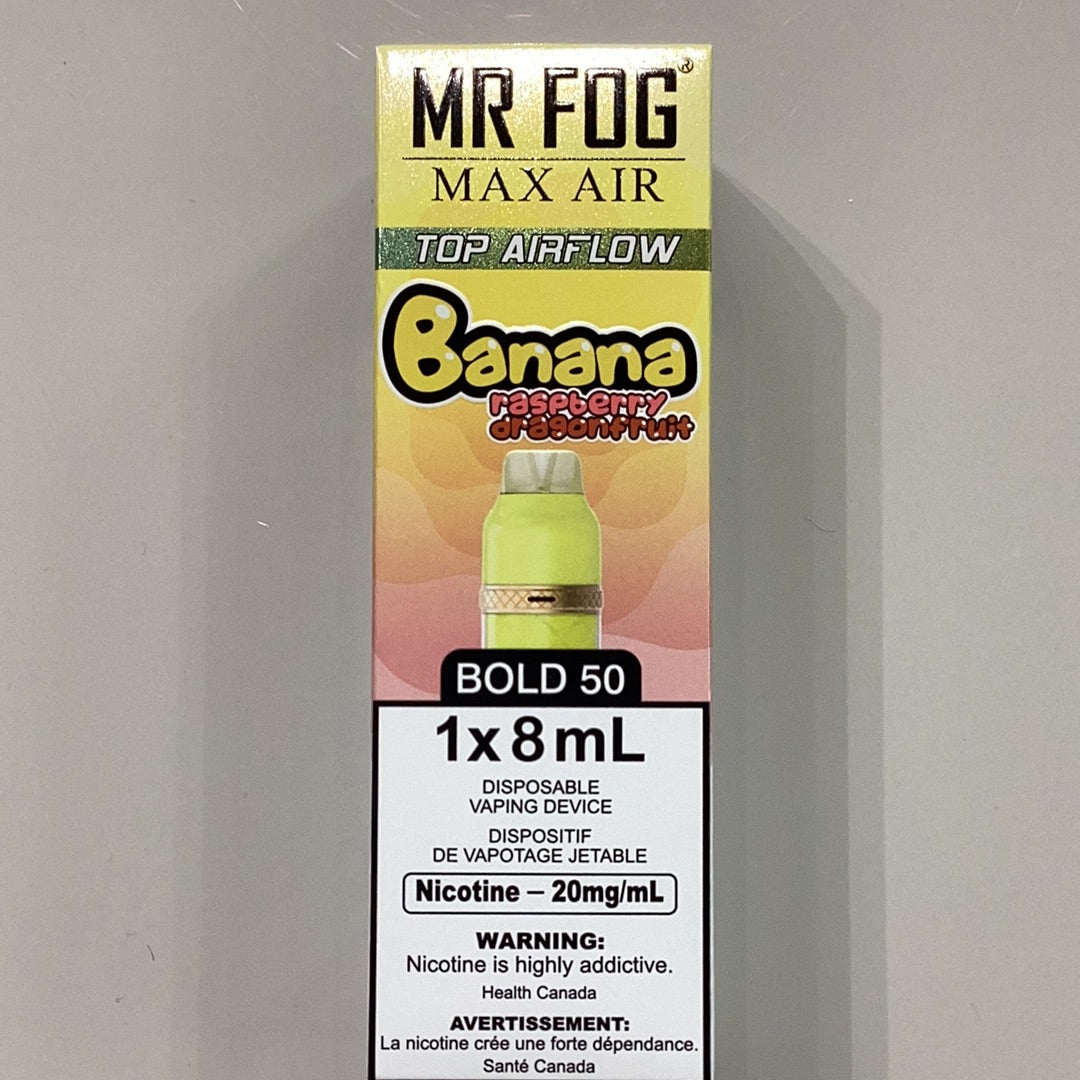 MR FOG®
MAX AIR
TOP AIRFLOW
Banana
raspberry
dragonfruit
BOLD 50
1x8mL
DISPOSABLE
VAPING DEVICE
DISPOSITIF
DE VAPOTAGE JETABLE
Nicotine – 20mg/mL
WARNING:
Nicotine is highly addictive.
Health Canada
AVERTISSEMENT:
La nicotine crée une forte dépendance.
Santé Canada